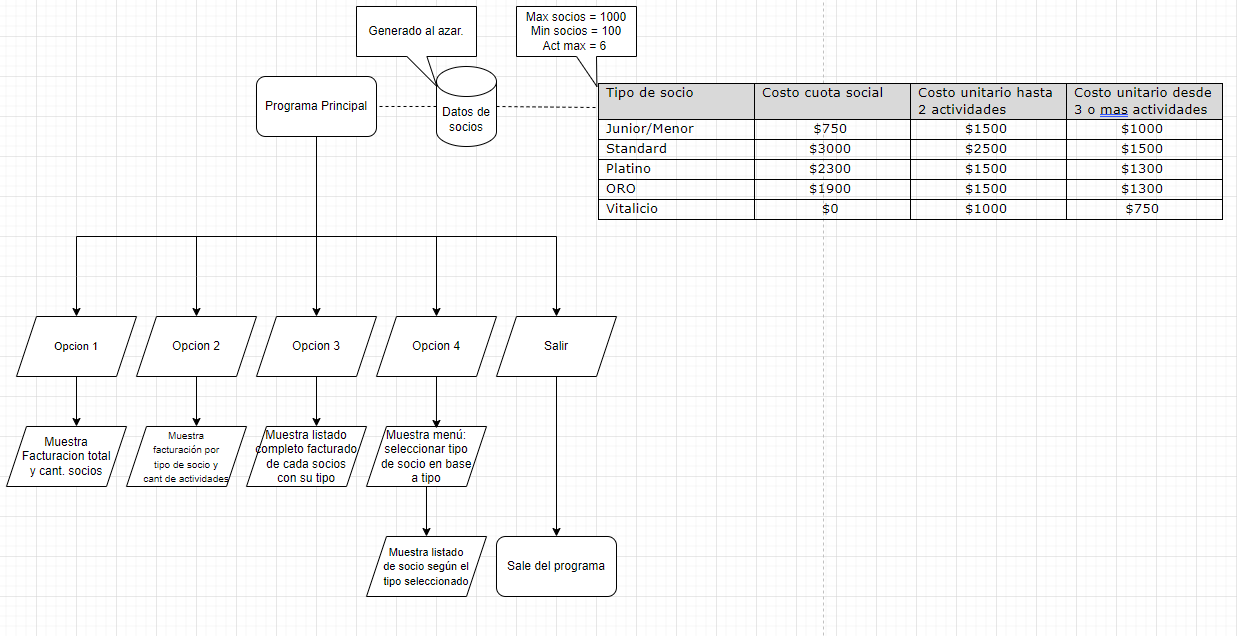 Generado al azar.
Max socios = 1000
Min socios = 100
Act max = 6
Programa Principal
Datos de
socios
Tipo de socio Costo cuota social Costo unitario hasta 2 actividades Costo unitario desde 3 o mas actividades
Junior/Menor $750 $1500 $1000
Standard $3000 $2500 $1500
Platino $2300 $1500 $1300
ORO $1900 $1500 $1300
Vitalicio $0 $1000 $750
Opcion 1
Opcion 2
Opcion 3
Opcion 4
Salir
Muestra
Facturacion total
y cant. socios
Muestra
facturación por
tipo de socio y
cant de actividades
Muestra listado
completo facturado
de cada socios
con su tipo
Muestra menú:
seleccionar tipo
de socio en base
a tipo
Muestra listado
de socio según el
tipo seleccionado
Sale del programa